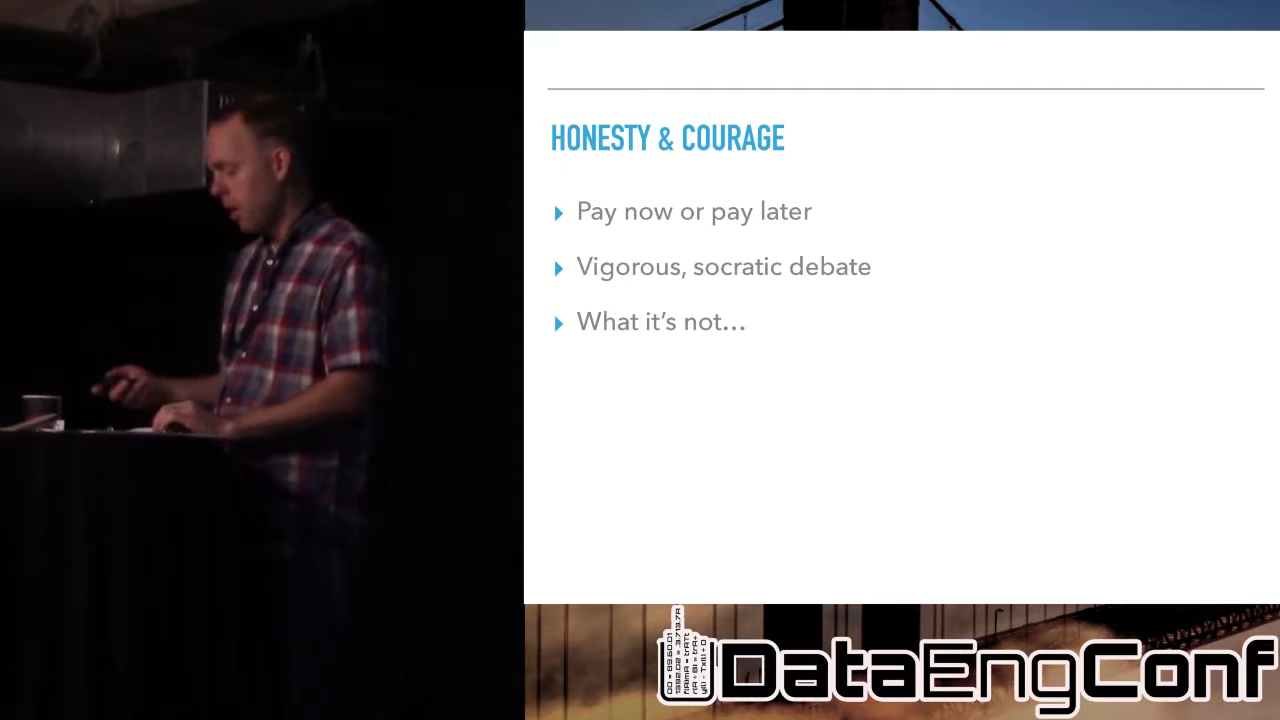 HONESTY & COURAGE
Pay now or pay later
Vigorous, socratic debate
What it's not…
DataEngConf